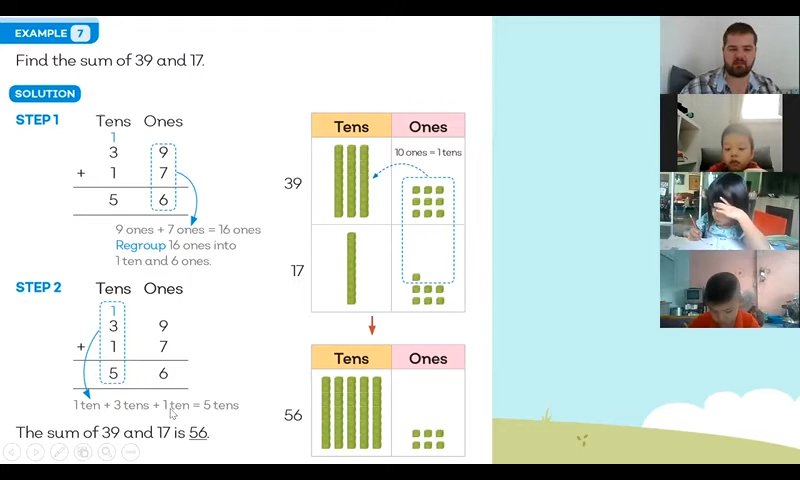 EXAMPLE 7
Find the sum of 39 and 17.
SOLUTION
STEP 1
Tens Ones
1
3 9
+ 1 7
5 6
9 ones + 7 ones = 16 ones
Regroup 16 ones into
1 ten and 6 ones.
STEP 2
Tens Ones
1
3 9
+ 1 7
5 6
1 ten + 3 tens + 1 ten = 5 tens
The sum of 39 and 17 is 56.
Tens Ones
10 ones = 1 tens
39
17
Tens Ones
56